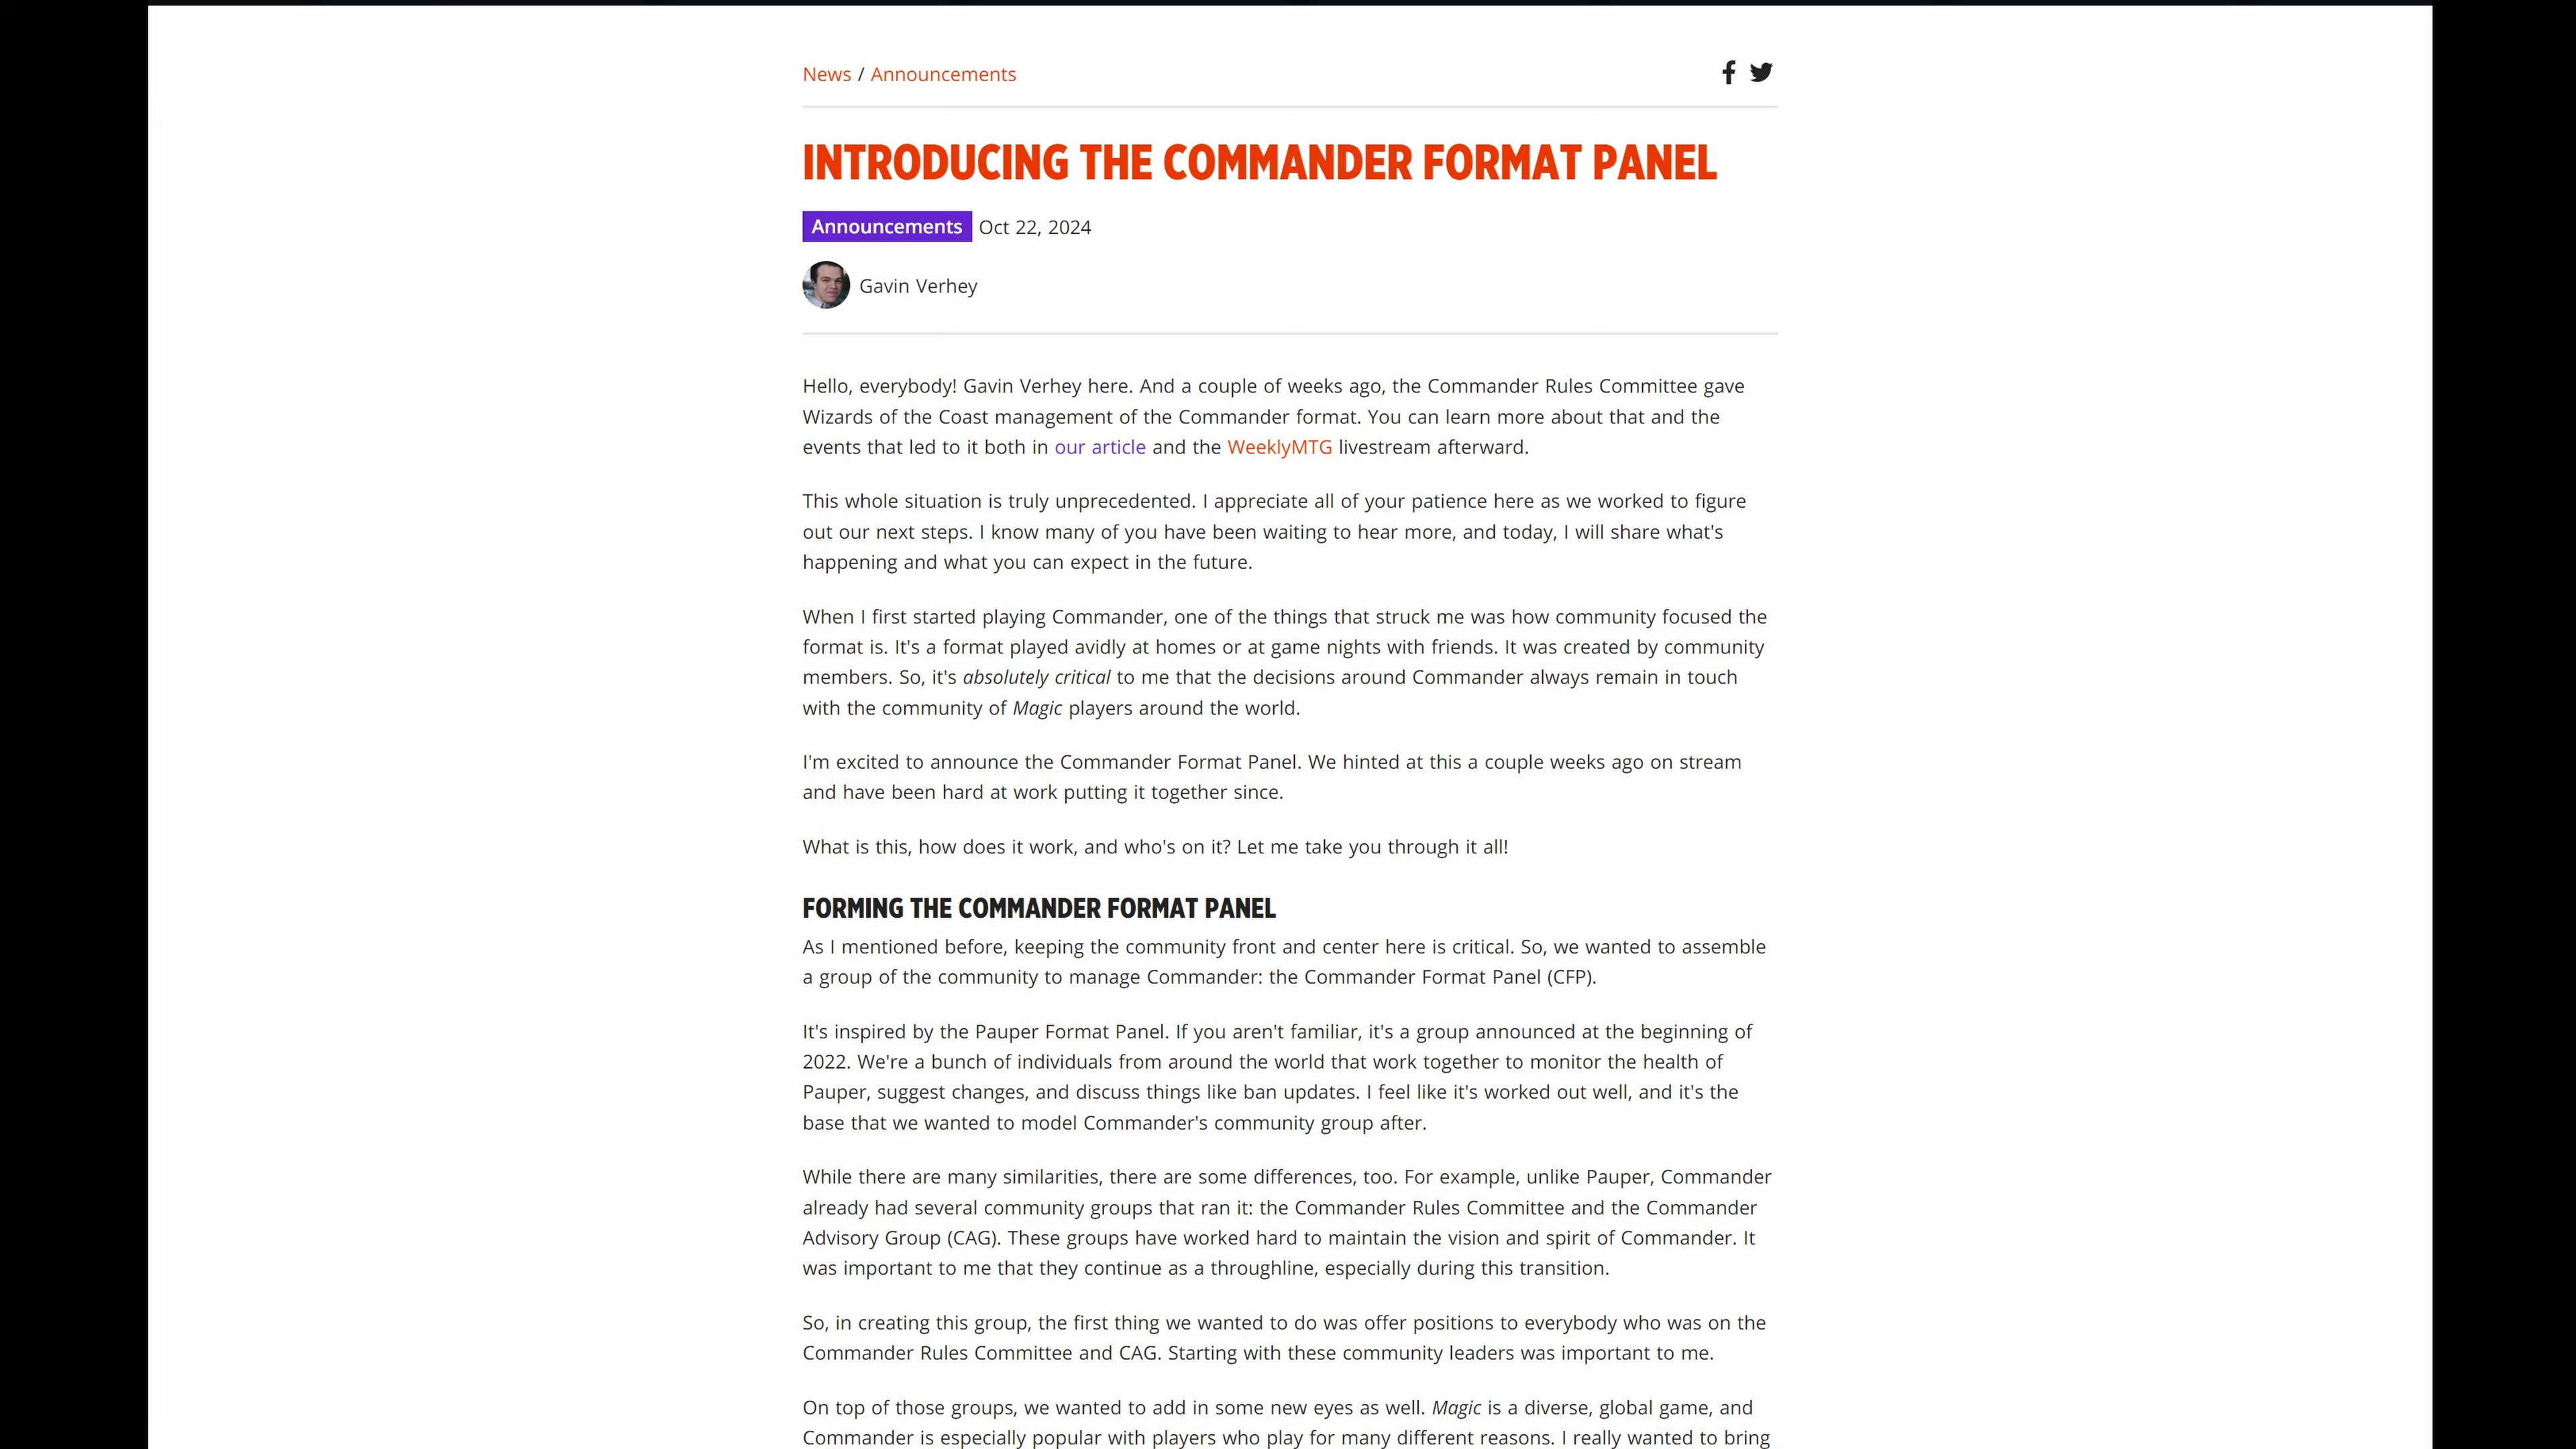 News / Announcements
INTRODUCING THE COMMANDER FORMAT PANEL
Announcements Oct 22, 2024
Gavin Verhey
Hello, everybody! Gavin Verhey here. And a couple of weeks ago, the Commander Rules Committee gave
Wizards of the Coast management of the Commander format. You can learn more about that and the
events that led to it both in our article and the WeeklyMTG livestream afterward.
This whole situation is truly unprecedented. I appreciate all of your patience here as we worked to figure
out our next steps. I know many of you have been waiting to hear more, and today, I will share what's
happening and what you can expect in the future.
When I first started playing Commander, one of the things that struck me was how community focused the
format is. It's a format played avidly at homes or at game nights with friends. It was created by community
members. So, it's absolutely critical to me that the decisions around Commander always remain in touch
with the community of Magic players around the world.
I'm excited to announce the Commander Format Panel. We hinted at this a couple weeks ago on stream
and have been hard at work putting it together since.
What is this, how does it work, and who's on it? Let me take you through it all!
FORMING THE COMMANDER FORMAT PANEL
As I mentioned before, keeping the community front and center here is critical. So, we wanted to assemble
a group of the community to manage Commander: the Commander Format Panel (CFP).
It's inspired by the Pauper Format Panel. If you aren't familiar, it's a group announced at the beginning of
2022. We're a bunch of individuals from around the world that work together to monitor the health of
Pauper, suggest changes, and discuss things like ban updates. I feel like it's worked out well, and it's the
base that we wanted to model Commander's community group after.
While there are many similarities, there are some differences, too. For example, unlike Pauper, Commander
already had several community groups that ran it: the Commander Rules Committee and the Commander
Advisory Group (CAG). These groups have worked hard to maintain the vision and spirit of Commander. It
was important to me that they continue as a throughline, especially during this transition.
So, in creating this group, the first thing we wanted to do was offer positions to everybody who was on the
Commander Rules Committee and CAG. Starting with these community leaders was important to me.
On top of those groups, we wanted to add in some new eyes as well. Magic is a diverse, global game, and
Commander is especially popular with players who play for many different reasons. I really wanted to bring